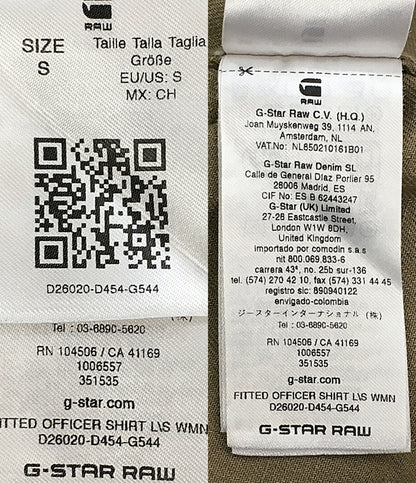 RAW
SIZE
S
Taille Talla Taglia
Größe
EU/US: S
MX: CH
D26020-D454-G544
Tel : 03-6890-5620
RN 104506 / CA 41169
1006557
351535
g-star.com
FITTED OFFICER SHIRT L\S WMN
D26020-D454-G544
G-STAR RAW
RAW
G-Star Raw C.V. (H.Q.)
Joan Muyskenweg 39, 1114 AN,
Amsterdam, NL
VAT.No: NL850210161B01
G-Star Raw Denim SL
Calle de General Diaz Porlier 95
28006 Madrid, ES
CIF No: ES B 62443247
G-Star (UK) Limited
27-28 Eastcastle Street,
London W1W 8DH,
United Kingdom
importado por comodin s.a.s
nit 800.069.833-6
carrera 43ª, no. 25b sur-136
tel. (574) 270 42 10, fax (574) 331 44 45
registro sic: 890940122
envigado-colombia
ジースターインターナショナル (株)
Tel : 03-6890-5620
RN 104506 / CA 41169
1006557
351535
g-star.com
FITTED OFFICER SHIRT L\S WMN
D26020-D454-G544
G-STAR RAW